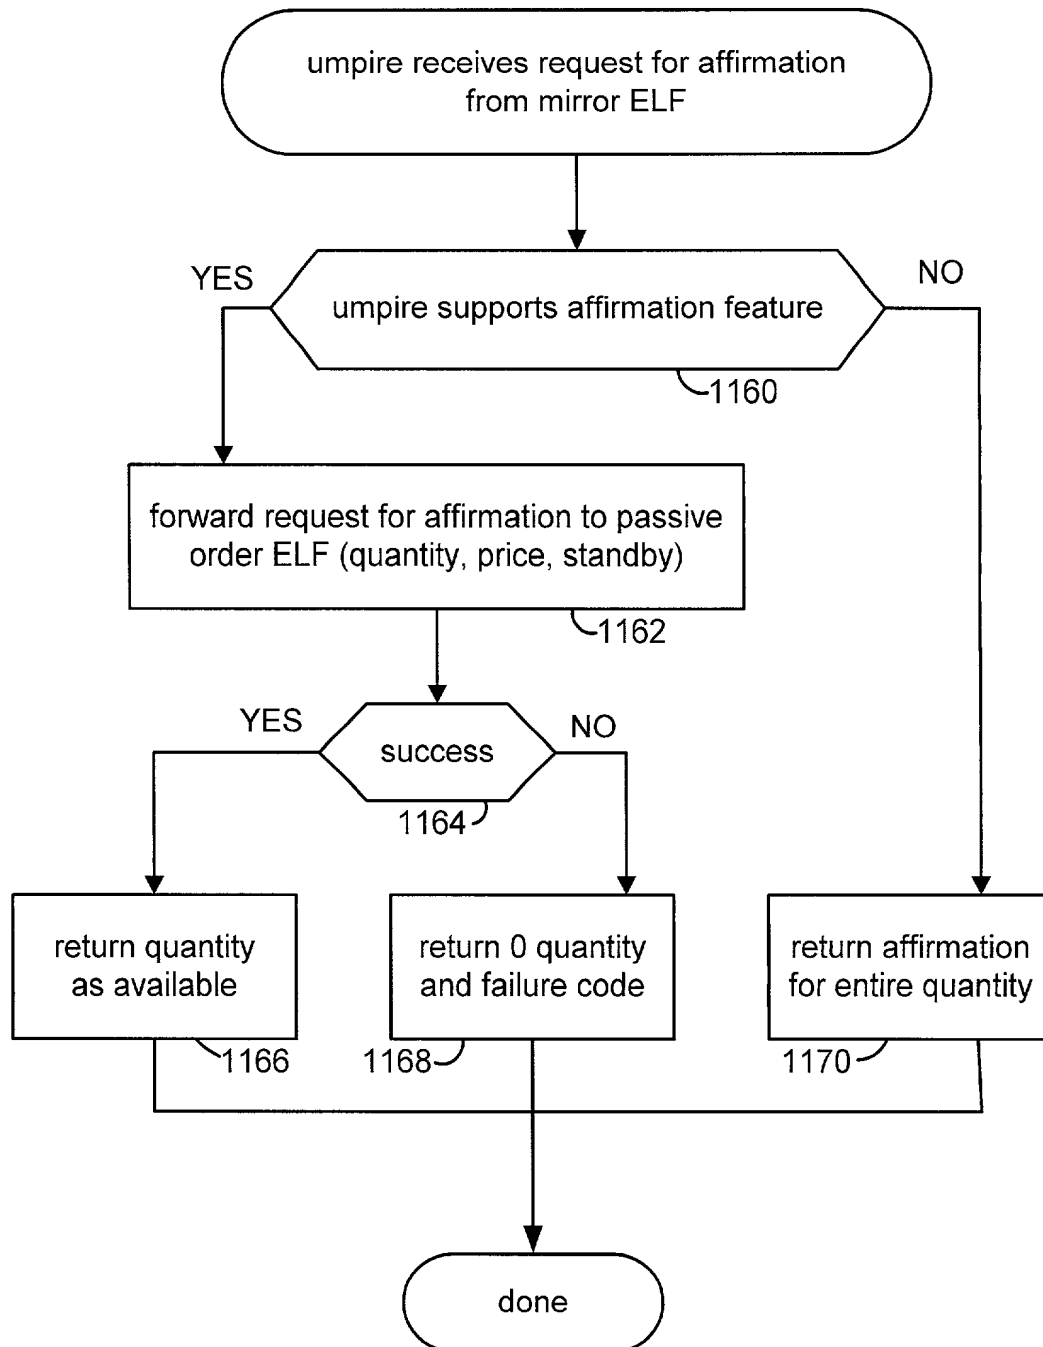 umpire receives request for affirmation
from mirror ELF
YES
NO
umpire supports affirmation feature
1160
forward request for affirmation to passive
order ELF (quantity, price, standby)
1162
YES
NO
success
1164
return quantity
as available
return 0 quantity
and failure code
return affirmation
for entire quantity
1166
1168
1170
done